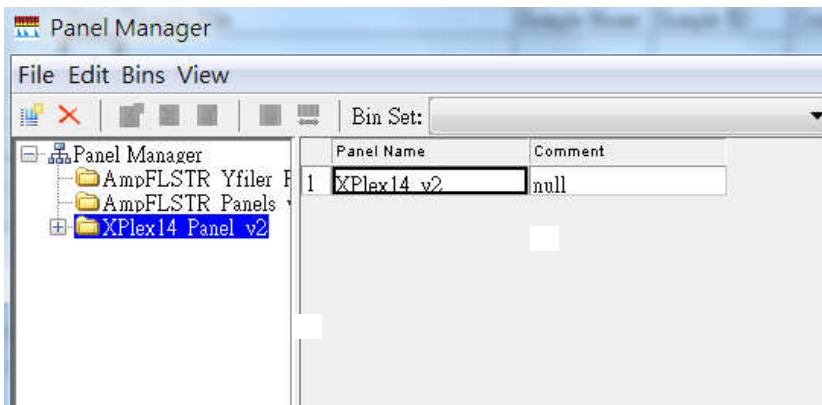 Panel Manager
File Edit Bins View
Bin Set:
Panel Manager
AmpFLSTR Yfiler
AmpFLSTR Panels
XPlex14 Panel v2
Panel Name Comment
1 XPlex14 v2 null